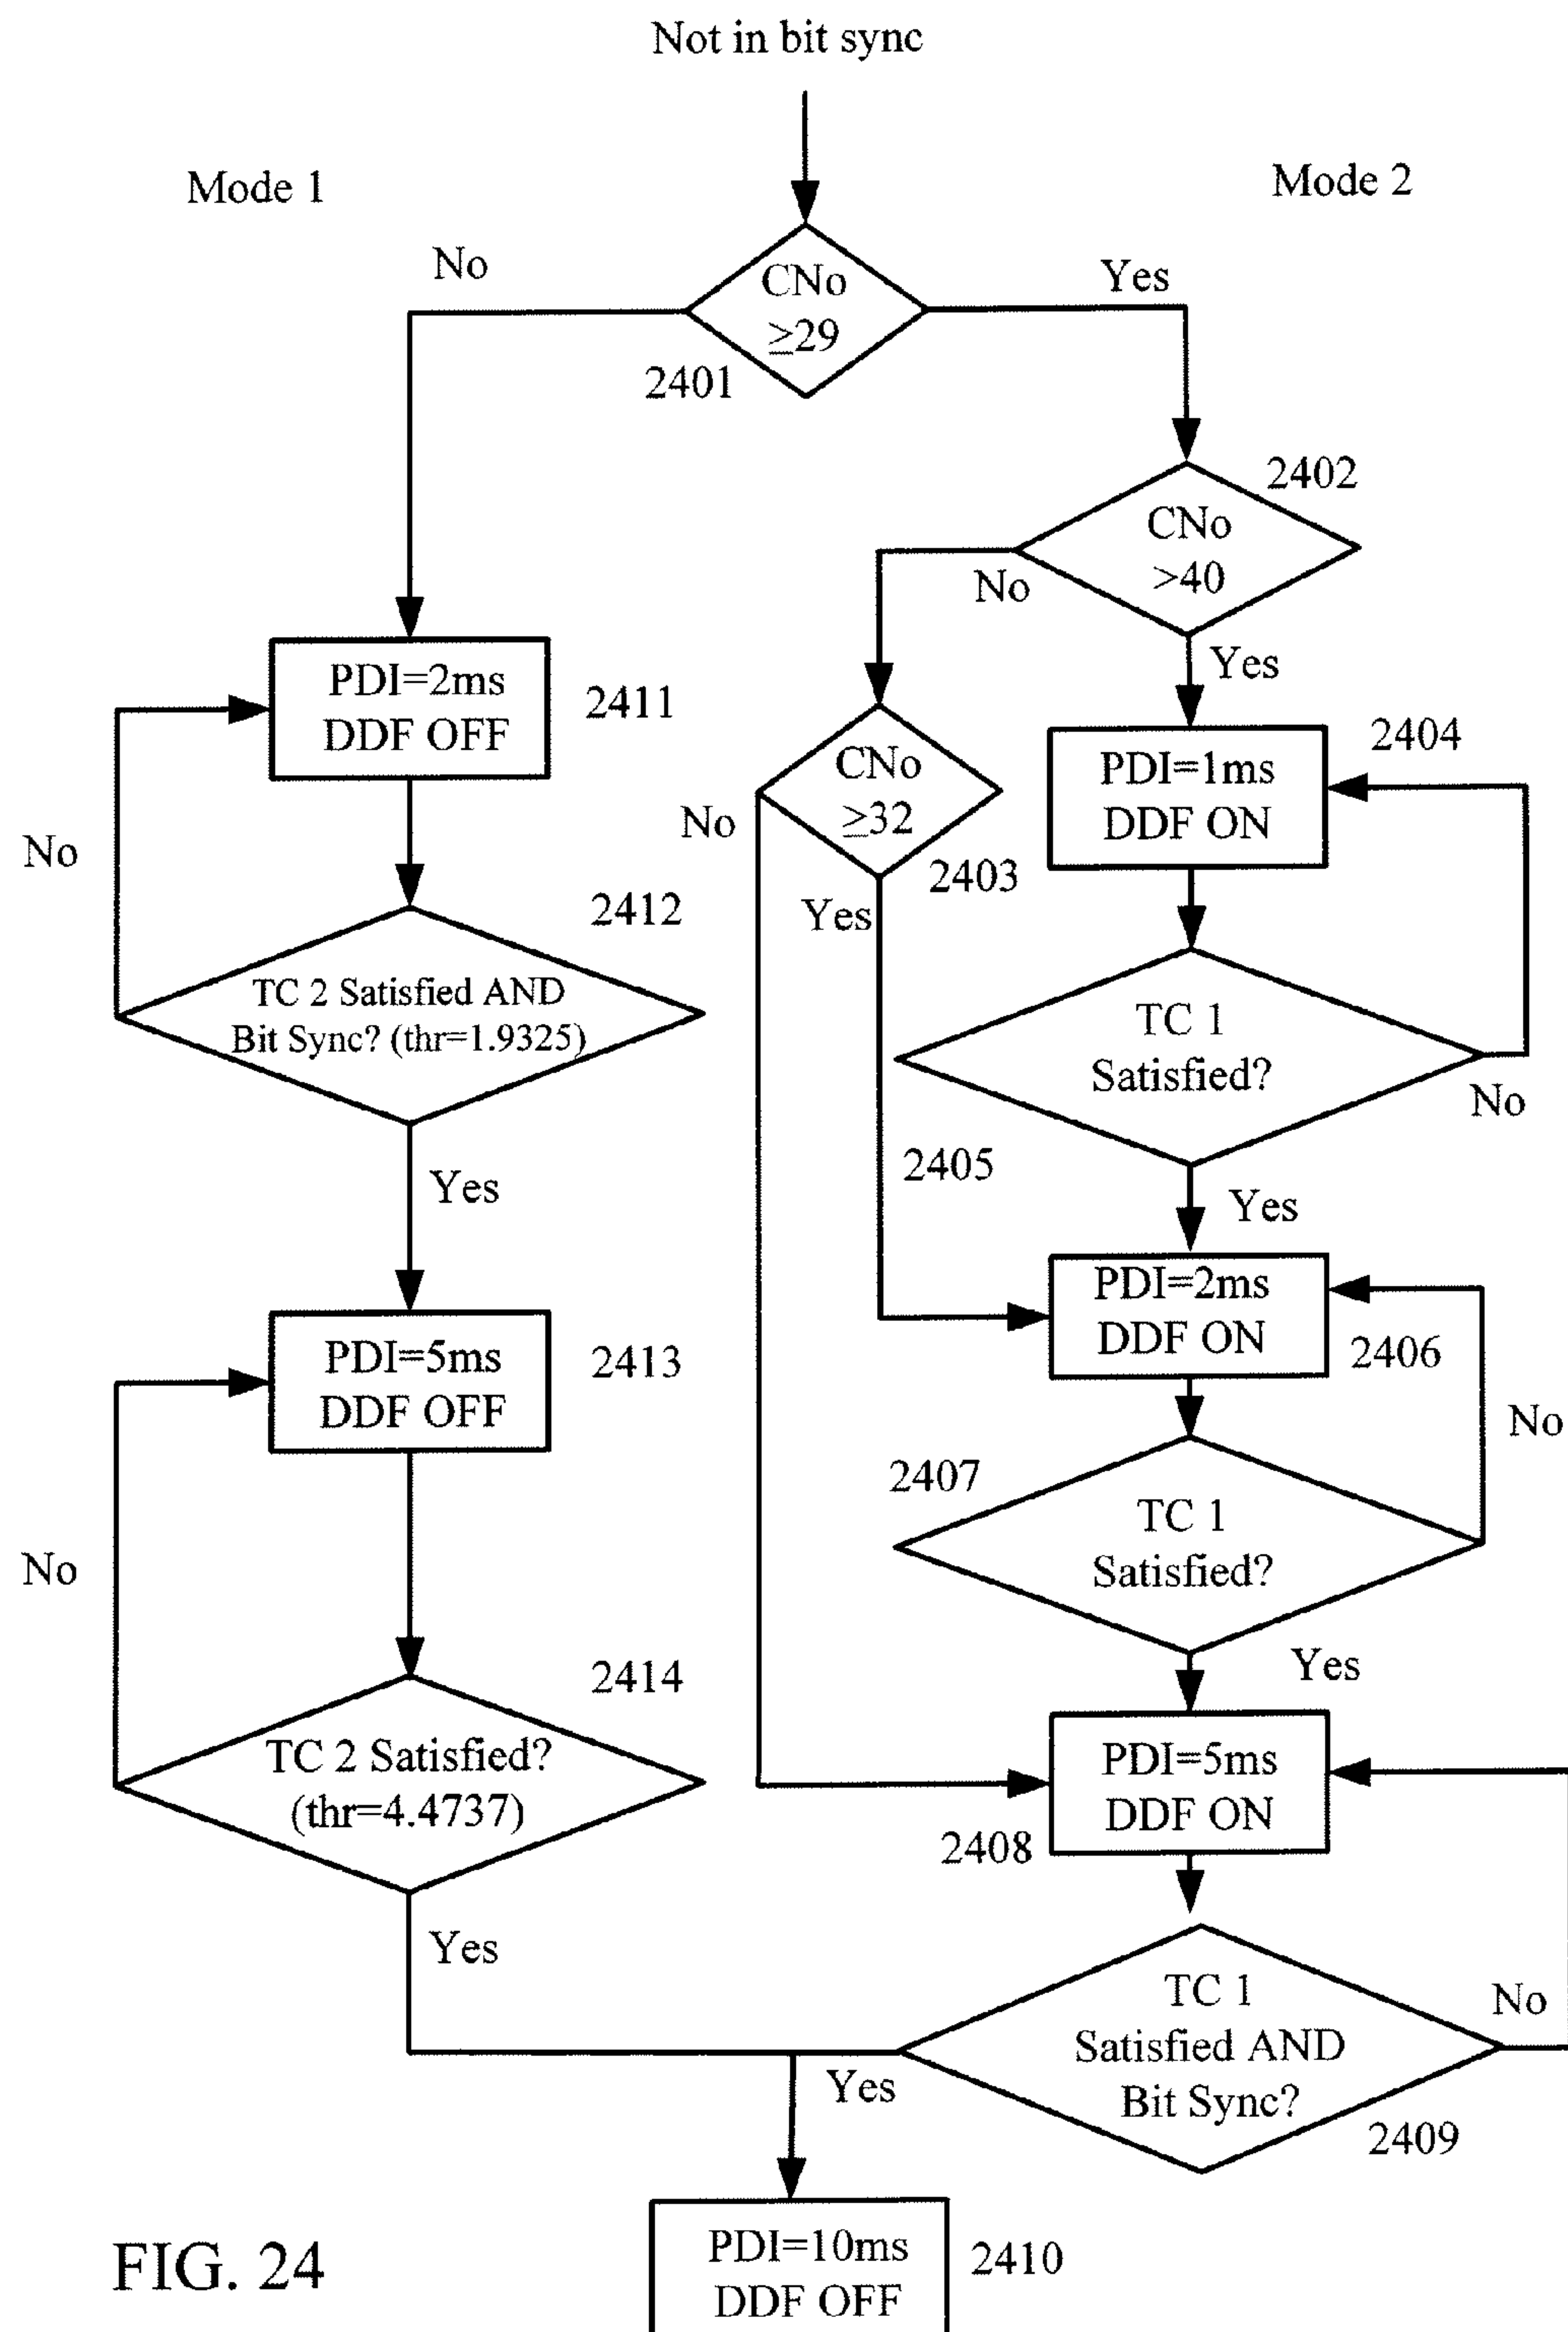 Not in bit sync
Mode 1
Mode 2
No
CNo
≥29
Yes
2401
2402
CNo
>40
No
Yes
PDI=2ms
DDF OFF
2411
CNo
≥32
No
2403
Yes
PDI=1ms
DDF ON
2404
No
2412
TC 2 Satisfied AND
Bit Sync? (thr=1.9325)
TC 1
Satisfied?
No
2405
Yes
Yes
PDI=5ms
DDF OFF
2413
PDI=2ms
DDF ON
2406
No
No
2407
TC 1
Satisfied?
Yes
2414
TC 2 Satisfied?
(thr=4.4737)
PDI=5ms
DDF ON
2408
Yes
TC 1
Satisfied AND
Bit Sync?
No
Yes
2409
PDI=10ms
DDF OFF
2410
FIG. 24